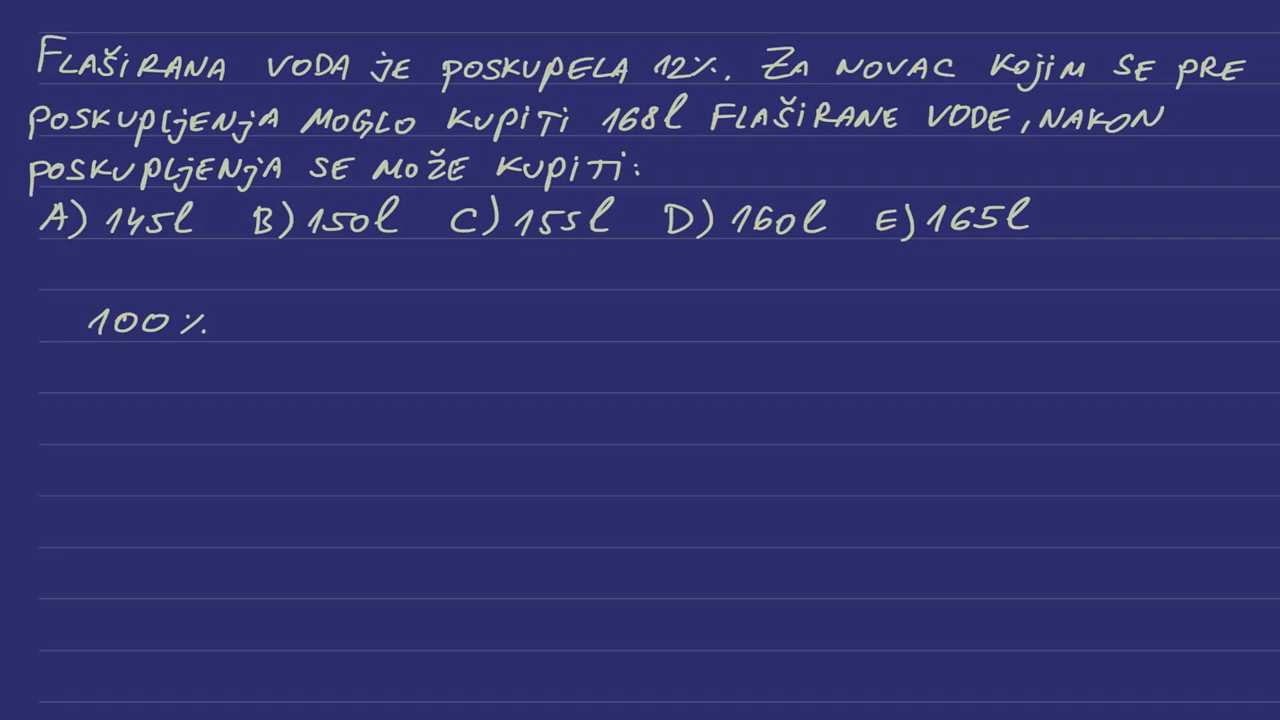 FLAŠIRANA VODA JE POSKUPELA 12%. ZA NOVAC KOJIM SE PRE
POSKUPLJENJA MOGLO KUPITI 168l FLAŠIRANE VODE, NAKON
POSKUPLJENJA SE MOŽE KUPITI:
A) 145l B) 150l C) 155l D) 160l E) 165l
100%